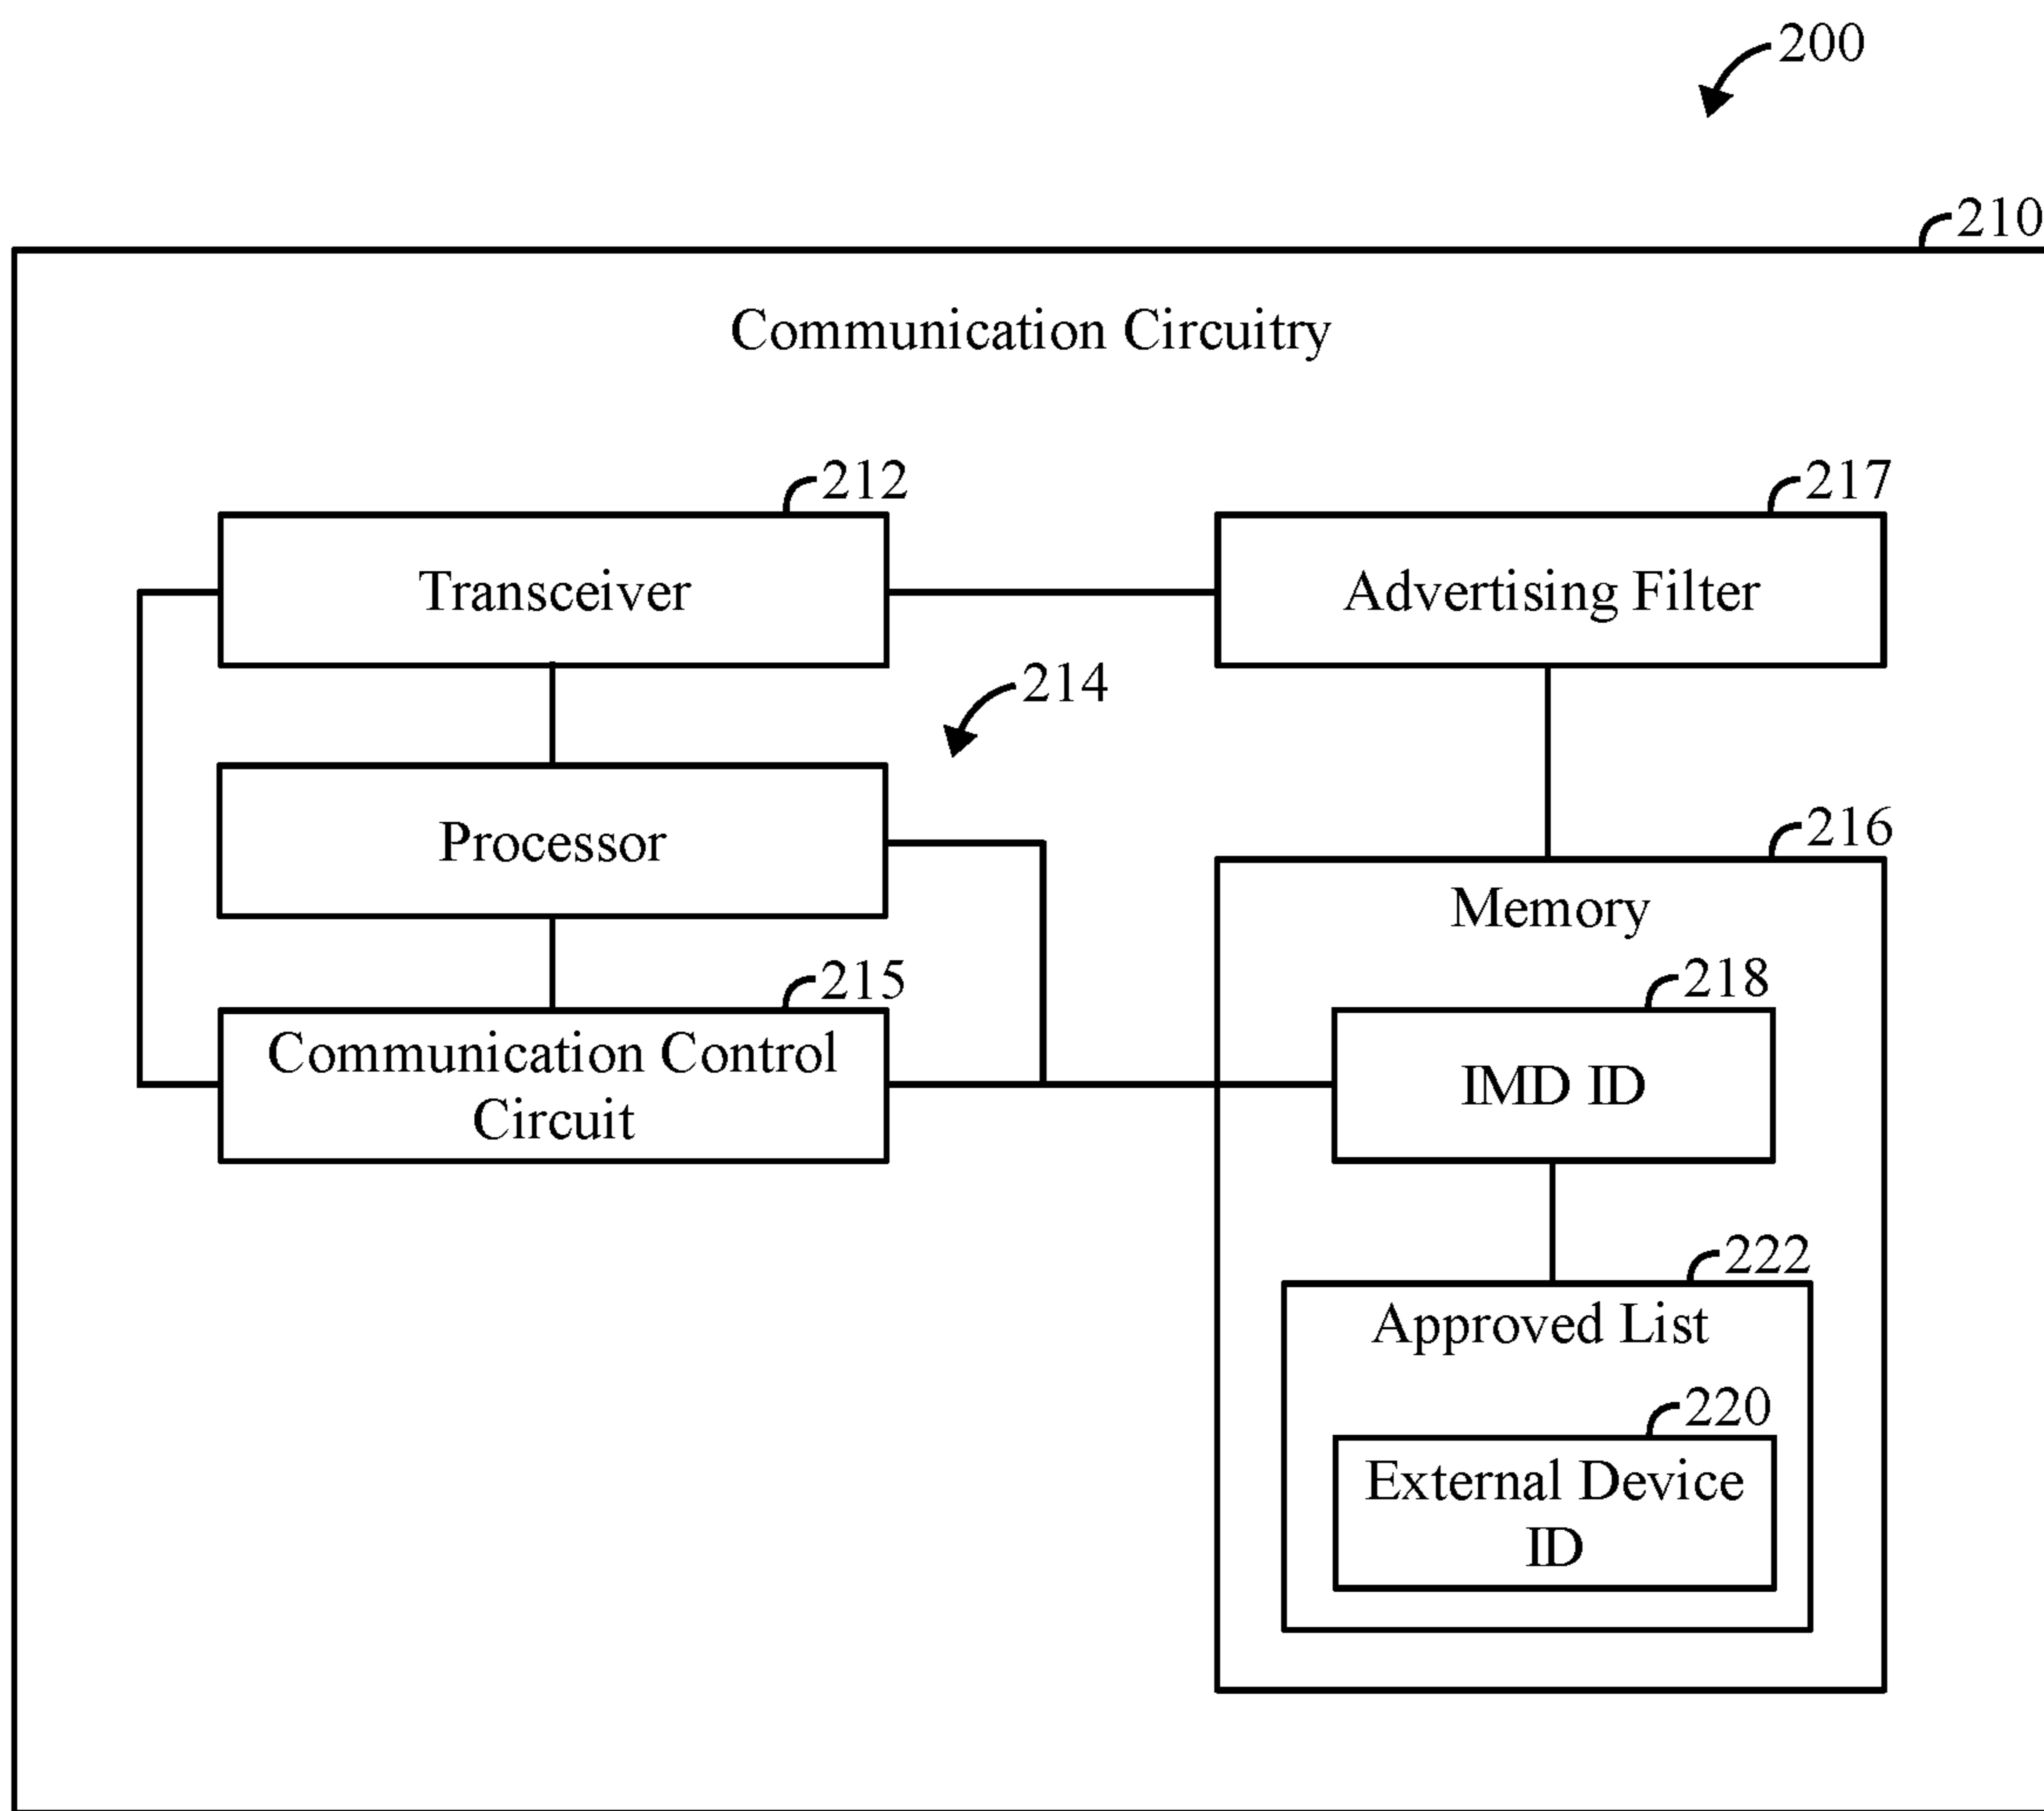 200
210
Communication Circuitry
212
217
Transceiver
Advertising Filter
214
Processor
216
Memory
215
218
Communication Control
Circuit
IMD ID
222
Approved List
220
External Device
ID